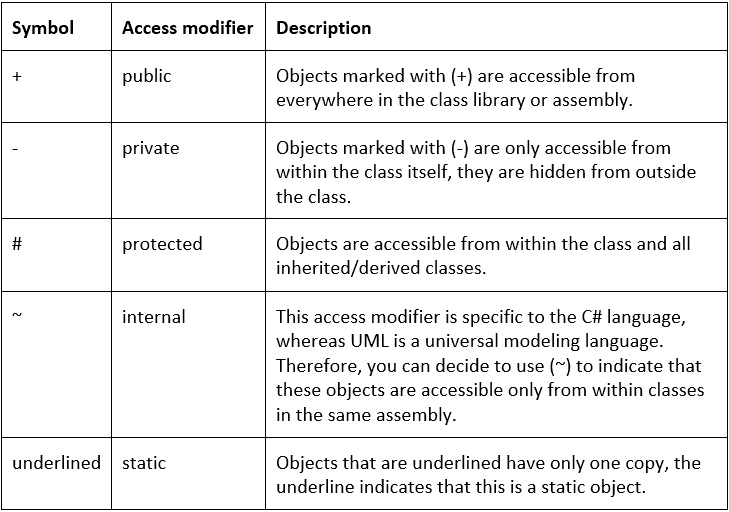 Symbol Access modifier Description
+ public Objects marked with (+) are accessible from
everywhere in the class library or assembly.
- private Objects marked with (-) are only accessible from
within the class itself, they are hidden from outside
the class.
# protected Objects are accessible from within the class and all
inherited/derived classes.
~ internal This access modifier is specific to the C# language,
whereas UML is a universal modeling language.
Therefore, you can decide to use (~) to indicate that
these objects are accessible only from within classes
in the same assembly.
underlined static Objects that are underlined have only one copy, the
underline indicates that this is a static object.